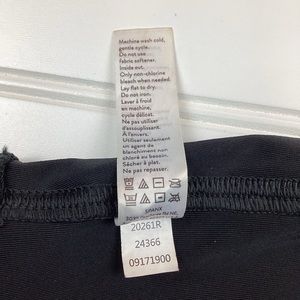 Machine wash cold,
gentle cycle.
Do not use
fabric softener.
Inside out.
Only non-chlorine
bleach when needed.
Lay flat to dry.
Do not iron.
Laver à froid
en mactchine,
cycle délicat.
Ne pas utiliser
d'assouplissant.
A l'envers.
Utiliser seulement
un agent de
blanchiment non
chloré au besoin.
Sécher à plat.
Ne pas repasser.
SPANX
20261R
24366
09171900